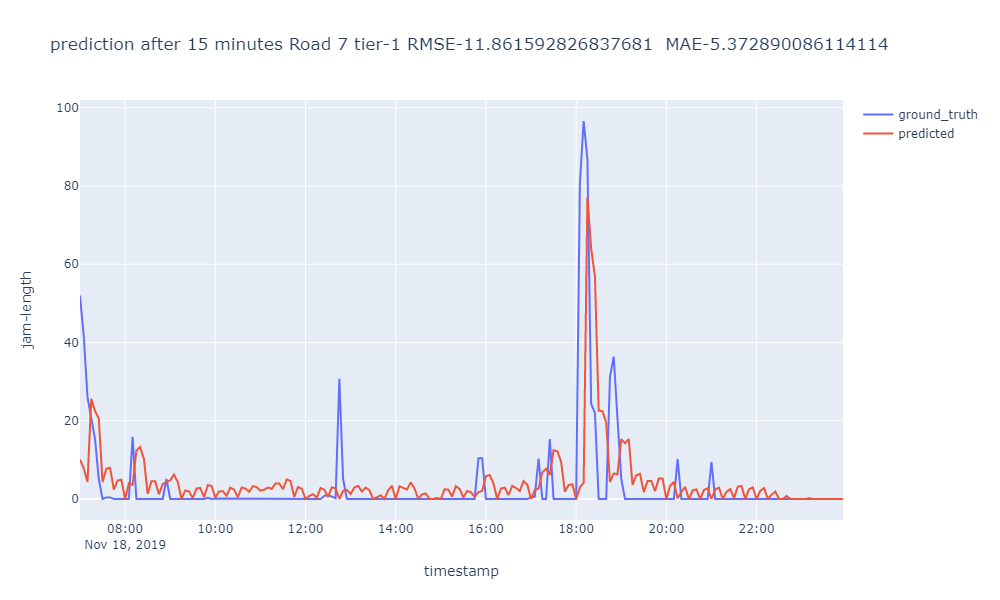 prediction after 15 minutes Road 7 tier-1 RMSE-11.861592826837681  MAE-5.372890086114114
ground_truth
predicted
100
80
60
40
20
0
jam-length
08:00 10:00 12:00 14:00 16:00 18:00 20:00 22:00
Nov 18, 2019
timestamp